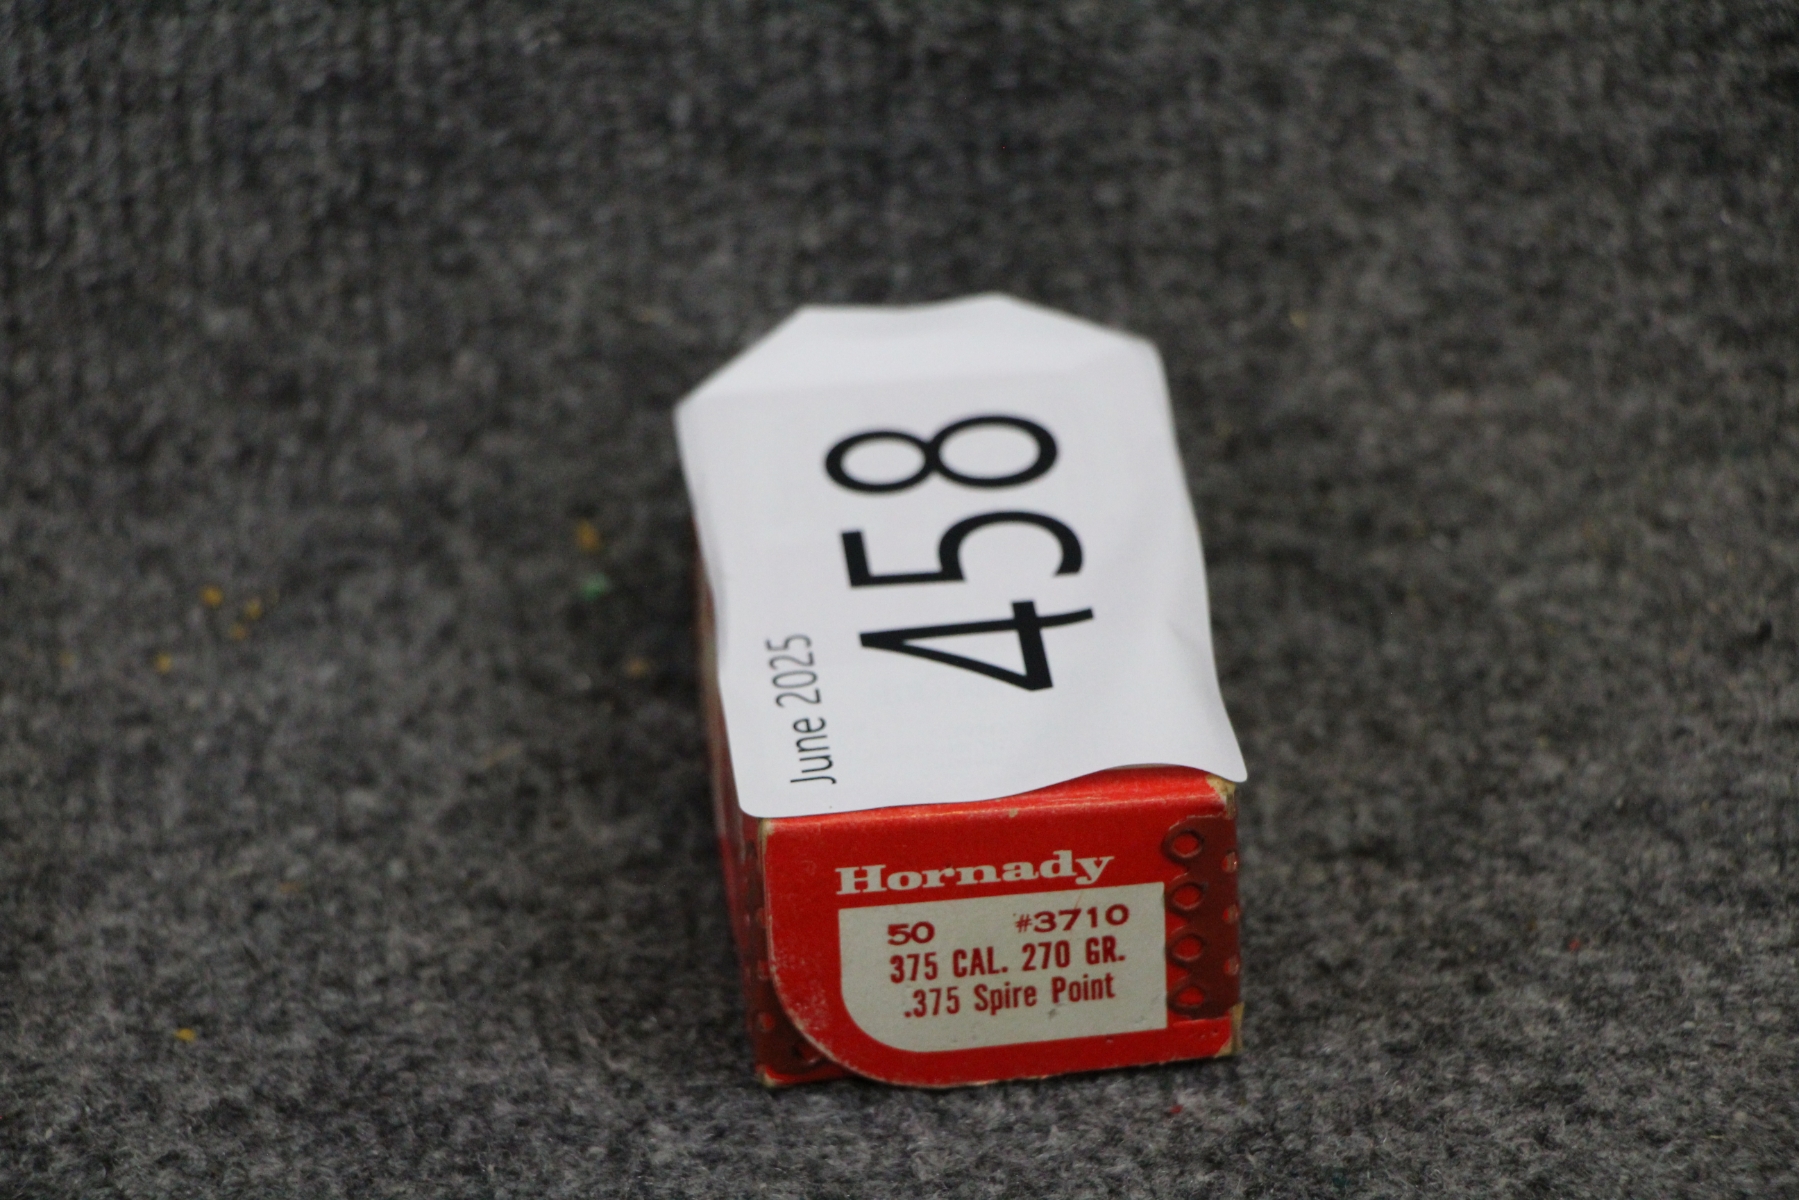 June 2025
458
Hornady
50 #3710
375 CAL. 270 GR.
.375 Spire Point